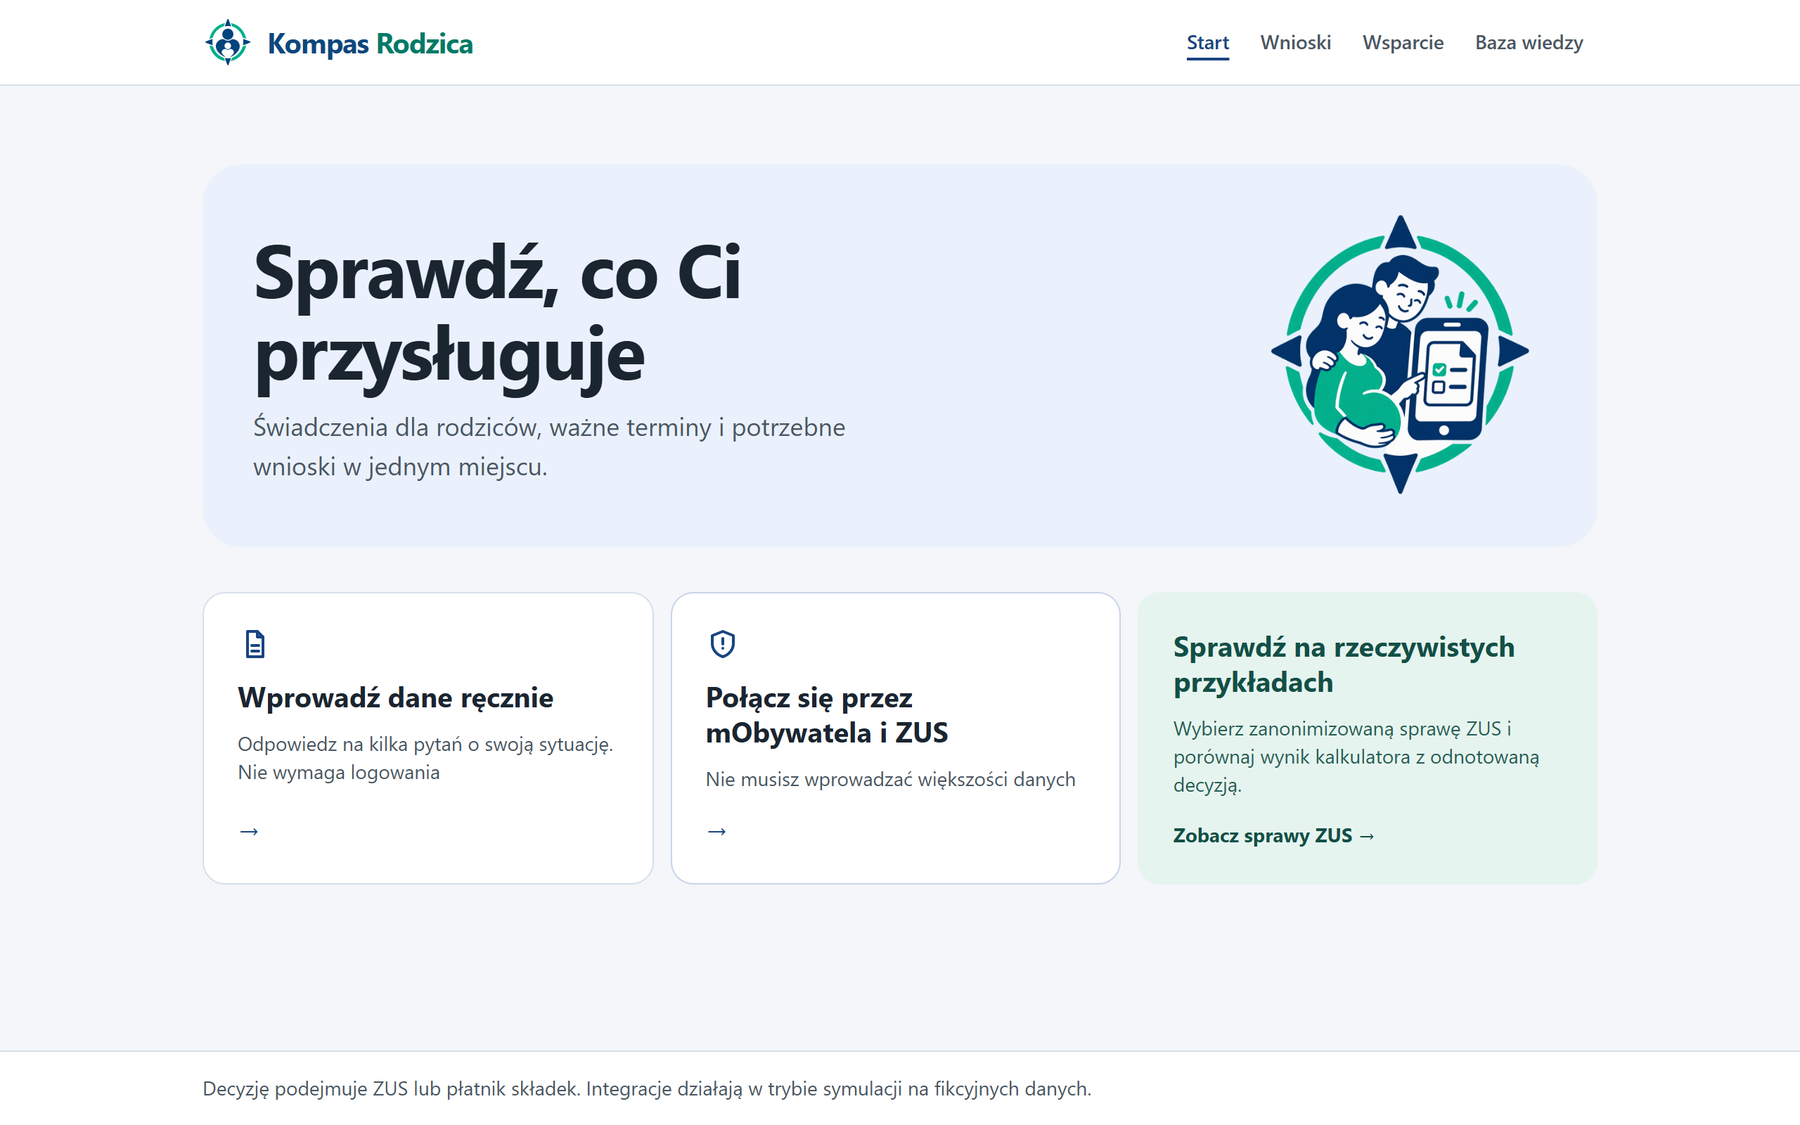 Kompas Rodzica
Start
Wnioski
Wsparcie
Baza wiedzy
Sprawdź, co Ci
przysługuje
Świadczenia dla rodziców, ważne terminy i potrzebne
wnioski w jednym miejscu.
Wprowadź dane ręcznie
Odpowiedz na kilka pytań o swoją sytuację.
Nie wymaga logowania
→
Połącz się przez
mObywatela i ZUS
Nie musisz wprowadzać większości danych
→
Sprawdź na rzeczywistych
przykładach
Wybierz zanonimizowaną sprawę ZUS i
porównaj wynik kalkulatora z odnotowaną
decyzją.
Zobacz sprawy ZUS →
Decyzję podejmuje ZUS lub płatnik składek. Integracje działają w trybie symulacji na fikcyjnych danych.